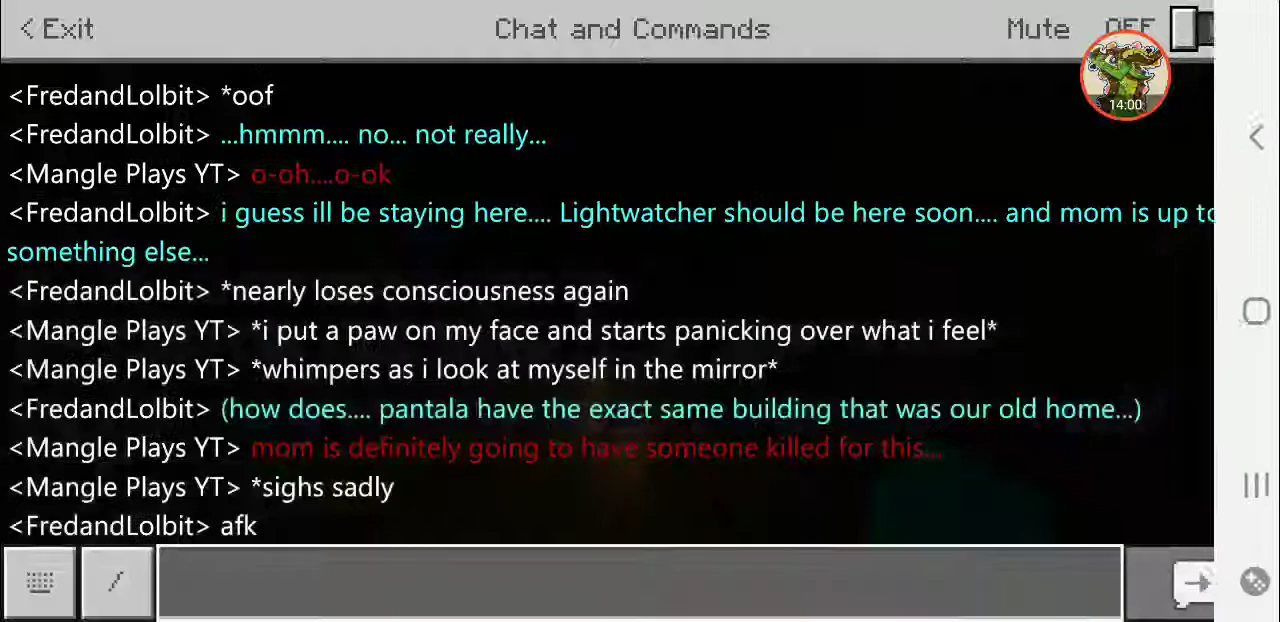 Exit
Chat and Commands
Mute OFF
14:00
<FredandLolbit> *oof
<FredandLolbit> ...hmmm.... no... not really...
<Mangle Plays YT> o-oh....o-ok
<FredandLolbit> i guess ill be staying here.... Lightwatcher should be here soon.... and mom is up to
something else...
<FredandLolbit> *nearly loses consciousness again
<Mangle Plays YT> *i put a paw on my face and starts panicking over what i feel*
<Mangle Plays YT> *whimpers as i look at myself in the mirror*
<FredandLolbit> (how does.... pantala have the exact same building that was our old home...)
<Mangle Plays YT> mom is definitely going to have someone killed for this...
<Mangle Plays YT> *sighs sadly
<FredandLolbit> afk
/